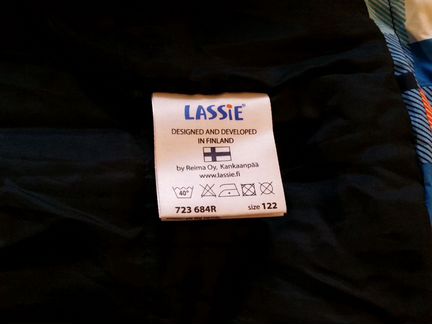 LASSiE®
DESIGNED AND DEVELOPED
IN FINLAND
by Reima Oy, Kankaanpää
www.lassie.fi
40°
723 684R size 122